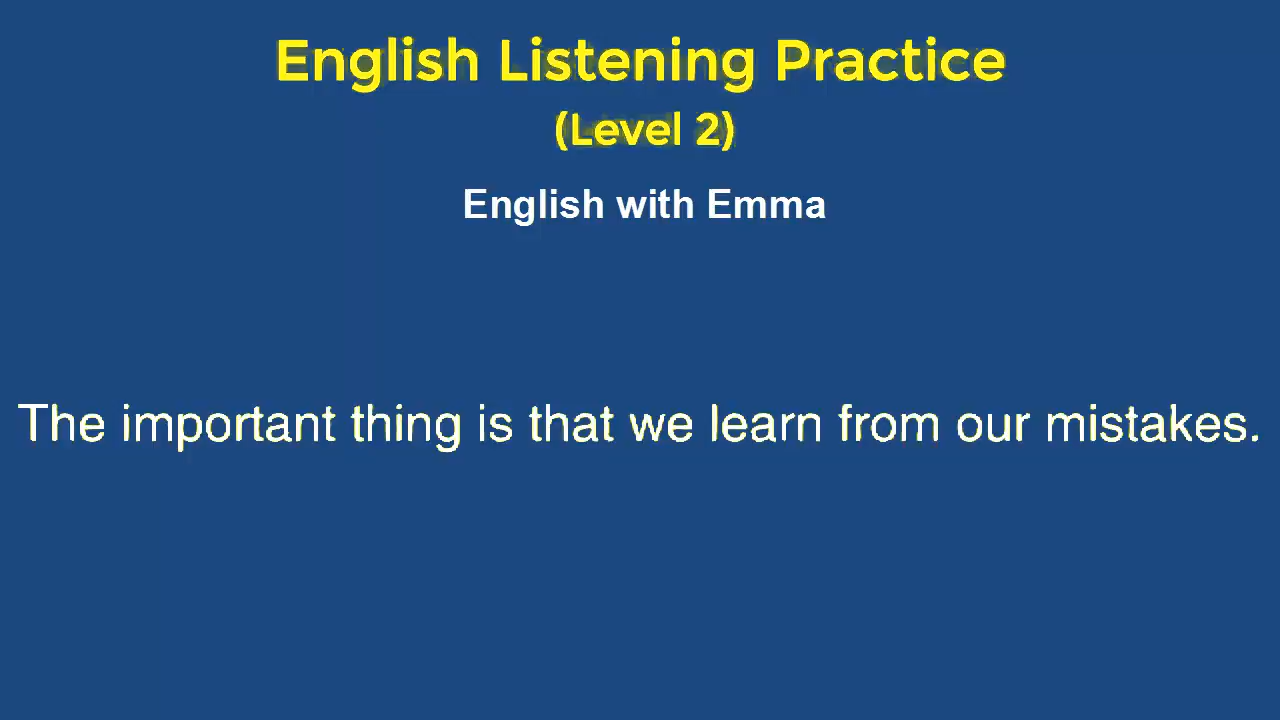 English Listening Practice
(Level 2)
English with Emma
The important thing is that we learn from our mistakes.